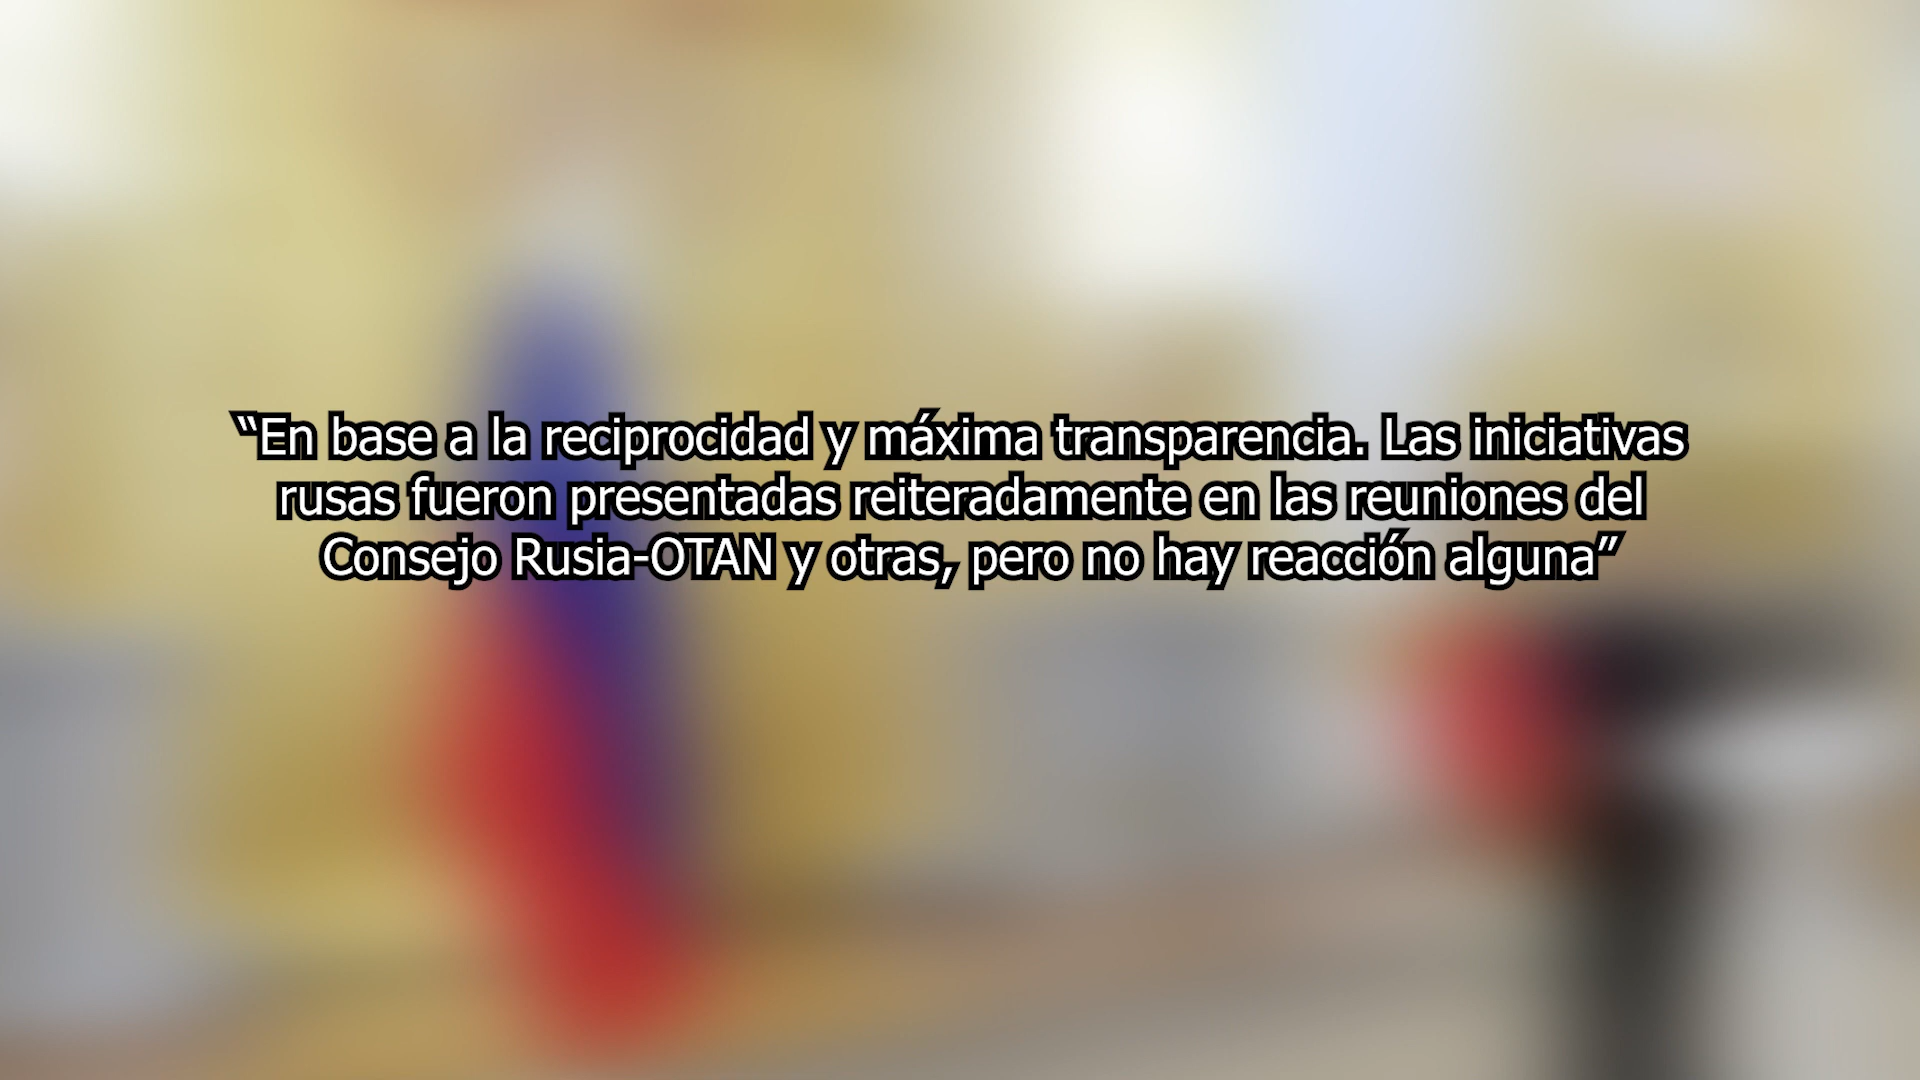 “En base a la reciprocidad y máxima transparencia. Las iniciativas
rusas fueron presentadas reiteradamente en las reuniones del
Consejo Rusia-OTAN y otras, pero no hay reacción alguna”